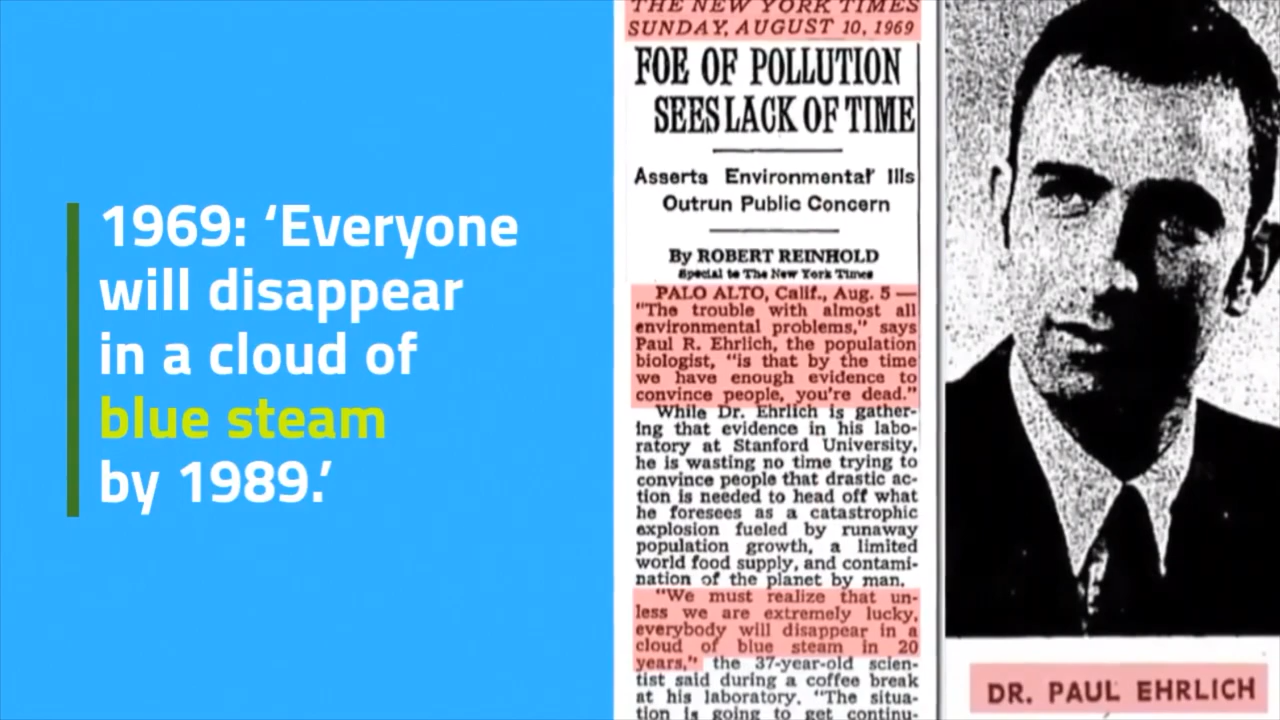 1969: ‘Everyone
will disappear
in a cloud of
blue steam
by 1989.’
THE NEW YORK TIMES
SUNDAY, AUGUST 10, 1969
FOE OF POLLUTION
SEES LACK OF TIME
Asserts Environmental Ills
Outrun Public Concern
By ROBERT REINHOLD
Special to The New York Times
PALO ALTO, Calif., Aug. 5 —
"The trouble with almost all
environmental problems," says
Paul R. Ehrlich, the population
biologist, "is that by the time
we have enough evidence to
convince people, you're dead."
While Dr. Ehrlich is gather-
ing that evidence in his labo-
ratory at Stanford University,
he is wasting no time trying to
convince people that drastic ac-
tion is needed to head off what
he foresees as a catastrophic
explosion fueled by runaway
population growth, a limited
world food supply, and contami-
nation of the planet by man.
"We must realize that un-
less we are extremely lucky,
everybody will disappear in a
cloud of blue steam in 20
years," the 37-year-old scien-
tist said during a coffee break
at his laboratory. "The situa-
tion is going to get continu-
DR. PAUL EHRLICH